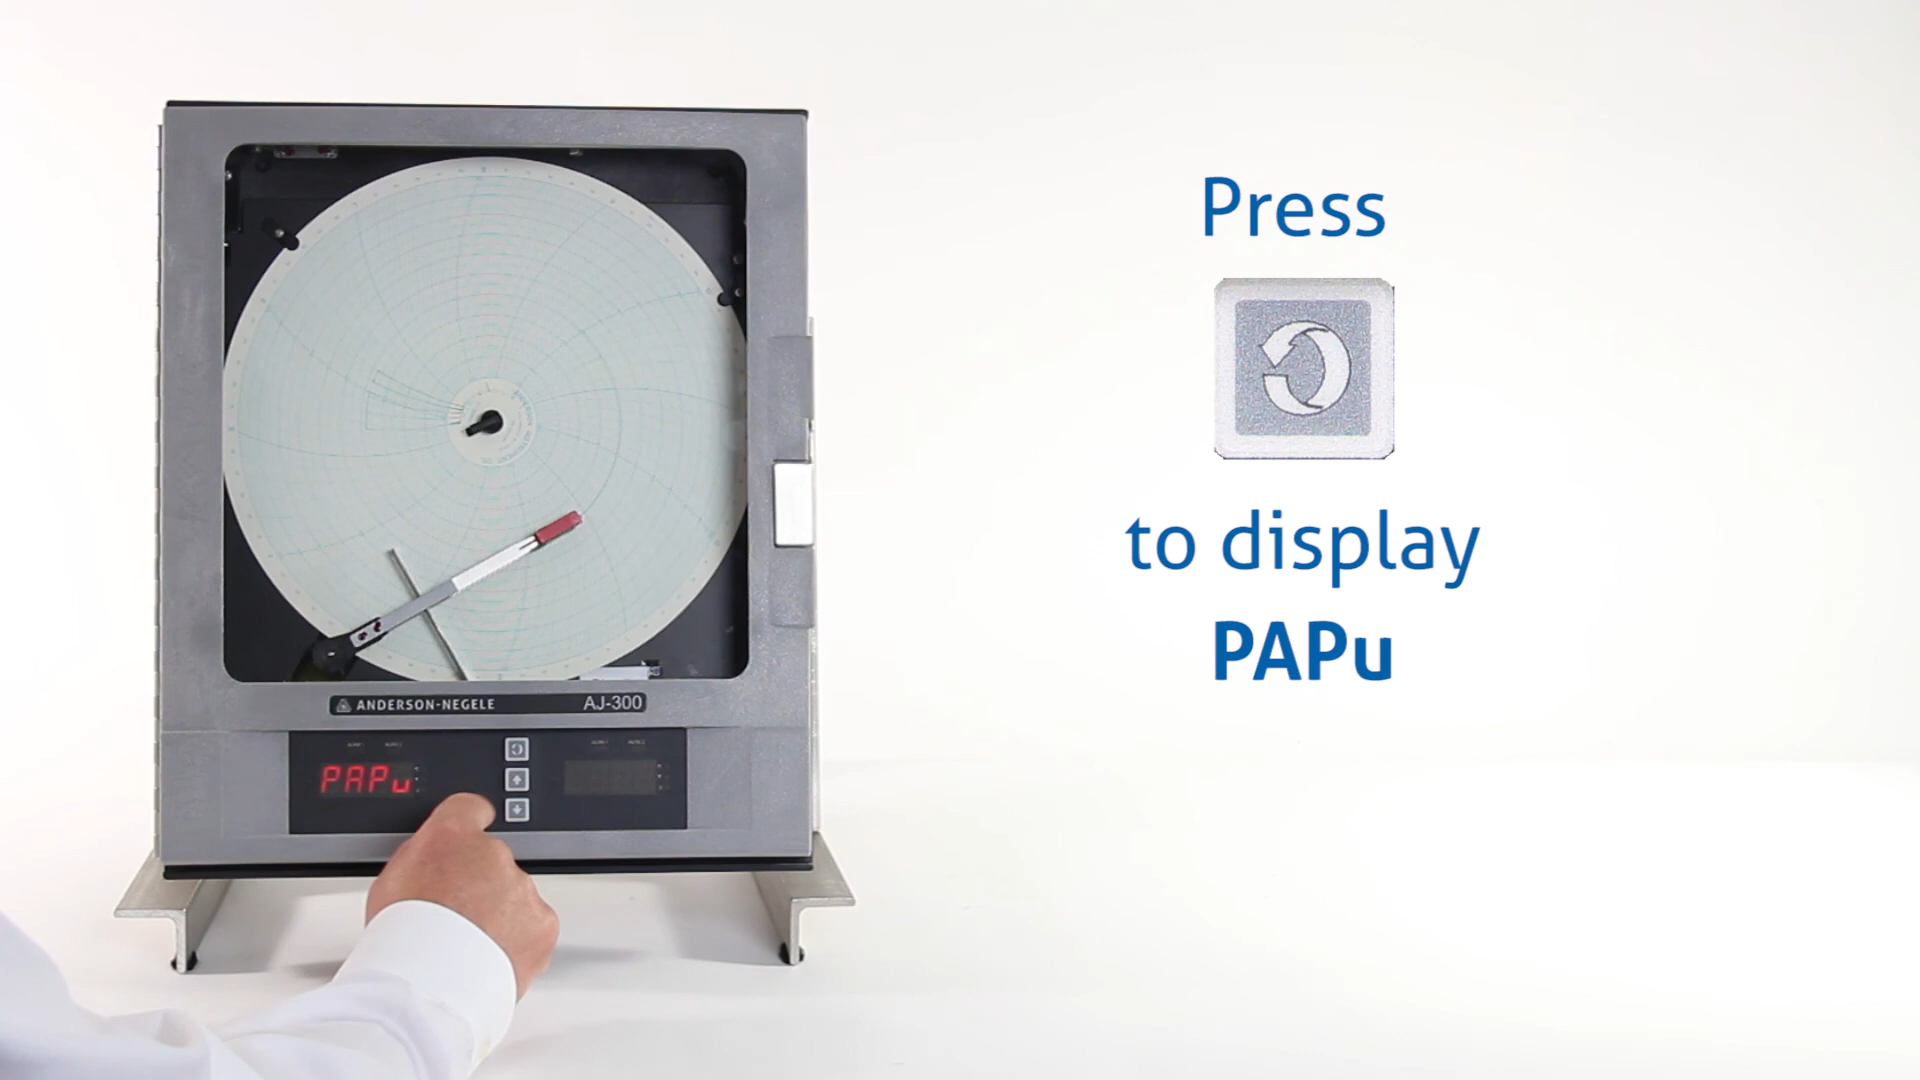 Press
to display
PAPu
ANDERSON-NEGELE AJ-300
PAPu